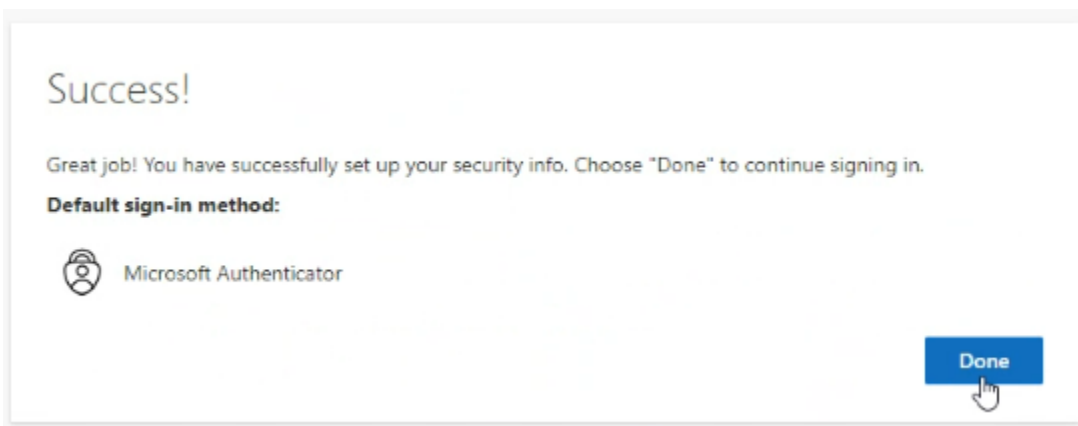 Success!
Great job! You have successfully set up your security info. Choose "Done" to continue signing in.
Default sign-in method:
Microsoft Authenticator
Done